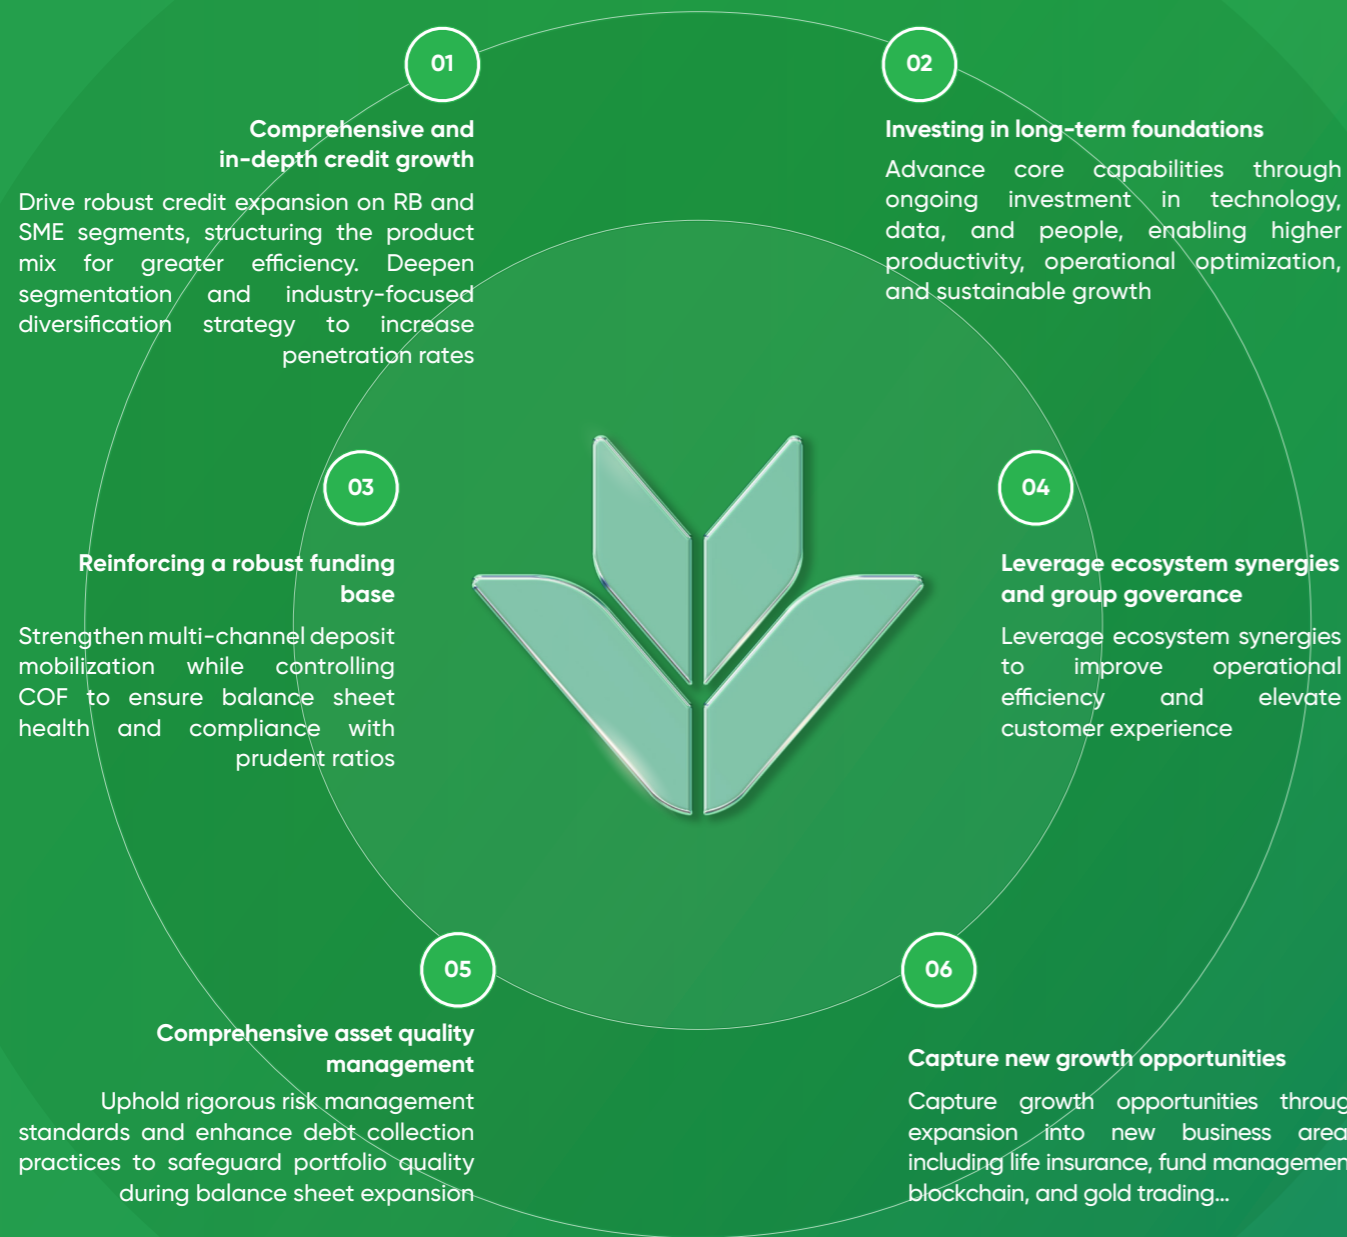 01
Comprehensive and
in-depth credit growth
Drive robust credit expansion on RB and
SME segments, structuring the product
mix for greater efficiency. Deepen
segmentation and industry-focused
diversification strategy to increase
penetration rates
02
Investing in long-term foundations
Advance core capabilities through
ongoing investment in technology,
data, and people, enabling higher
productivity, operational optimization,
and sustainable growth
03
Reinforcing a robust funding
base
Strengthen multi-channel deposit
mobilization while controlling
COF to ensure balance sheet
health and compliance with
prudent ratios
04
Leverage ecosystem synergies
and group goverance
Leverage ecosystem synergies
to improve operational
efficiency and elevate
customer experience
05
Comprehensive asset quality
management
Uphold rigorous risk management
standards and enhance debt collection
practices to safeguard portfolio quality
during balance sheet expansion
06
Capture new growth opportunities
Capture growth opportunities throug
expansion into new business area
including life insurance, fund managemen
blockchain, and gold trading...